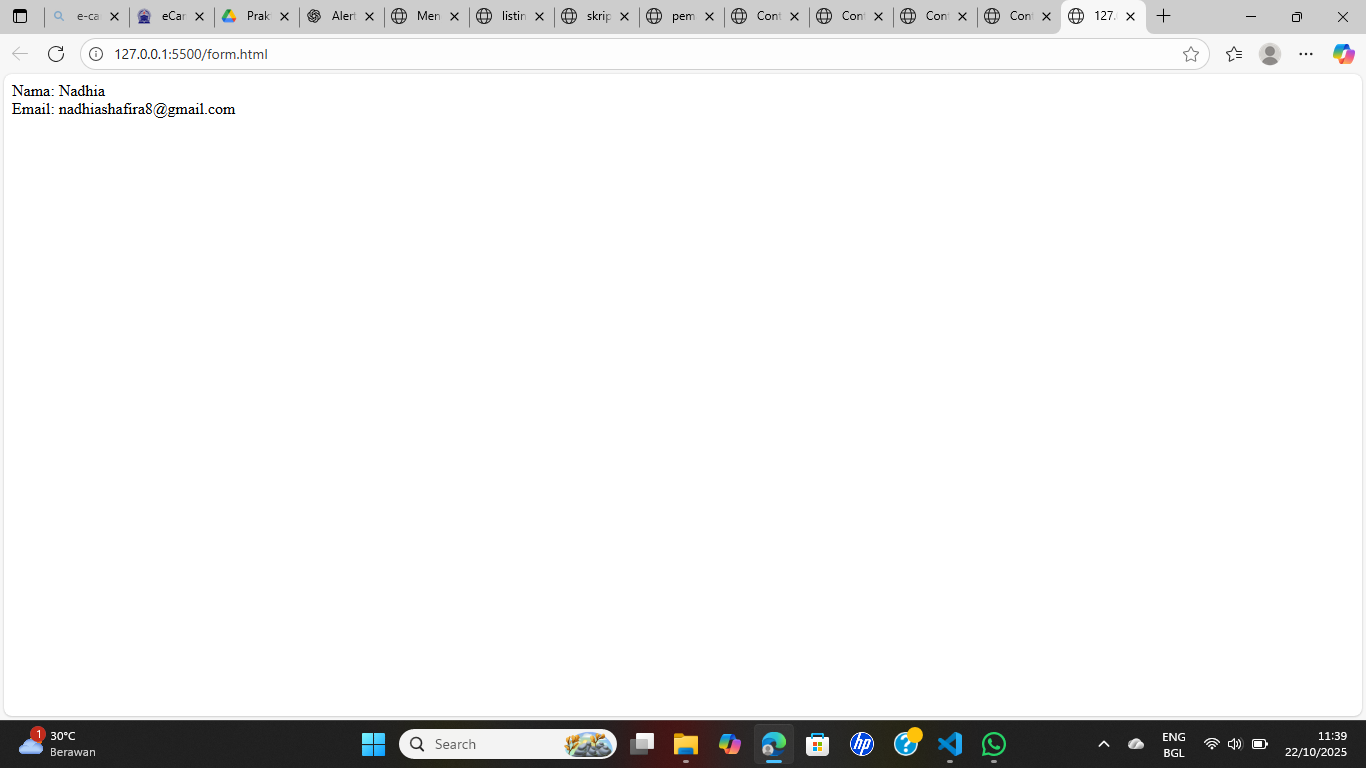 e-ca
eCar
Prak
Alert
Men
listin
skrip
pem
Cont
Cont
Cont
Cont
127.
127.0.0.1:5500/form.html
Nama: Nadhia
Email: nadhiashafira8@gmail.com
1
30°C
Berawan
Search
hp
?
ENG
BGL
11:39
22/10/2025